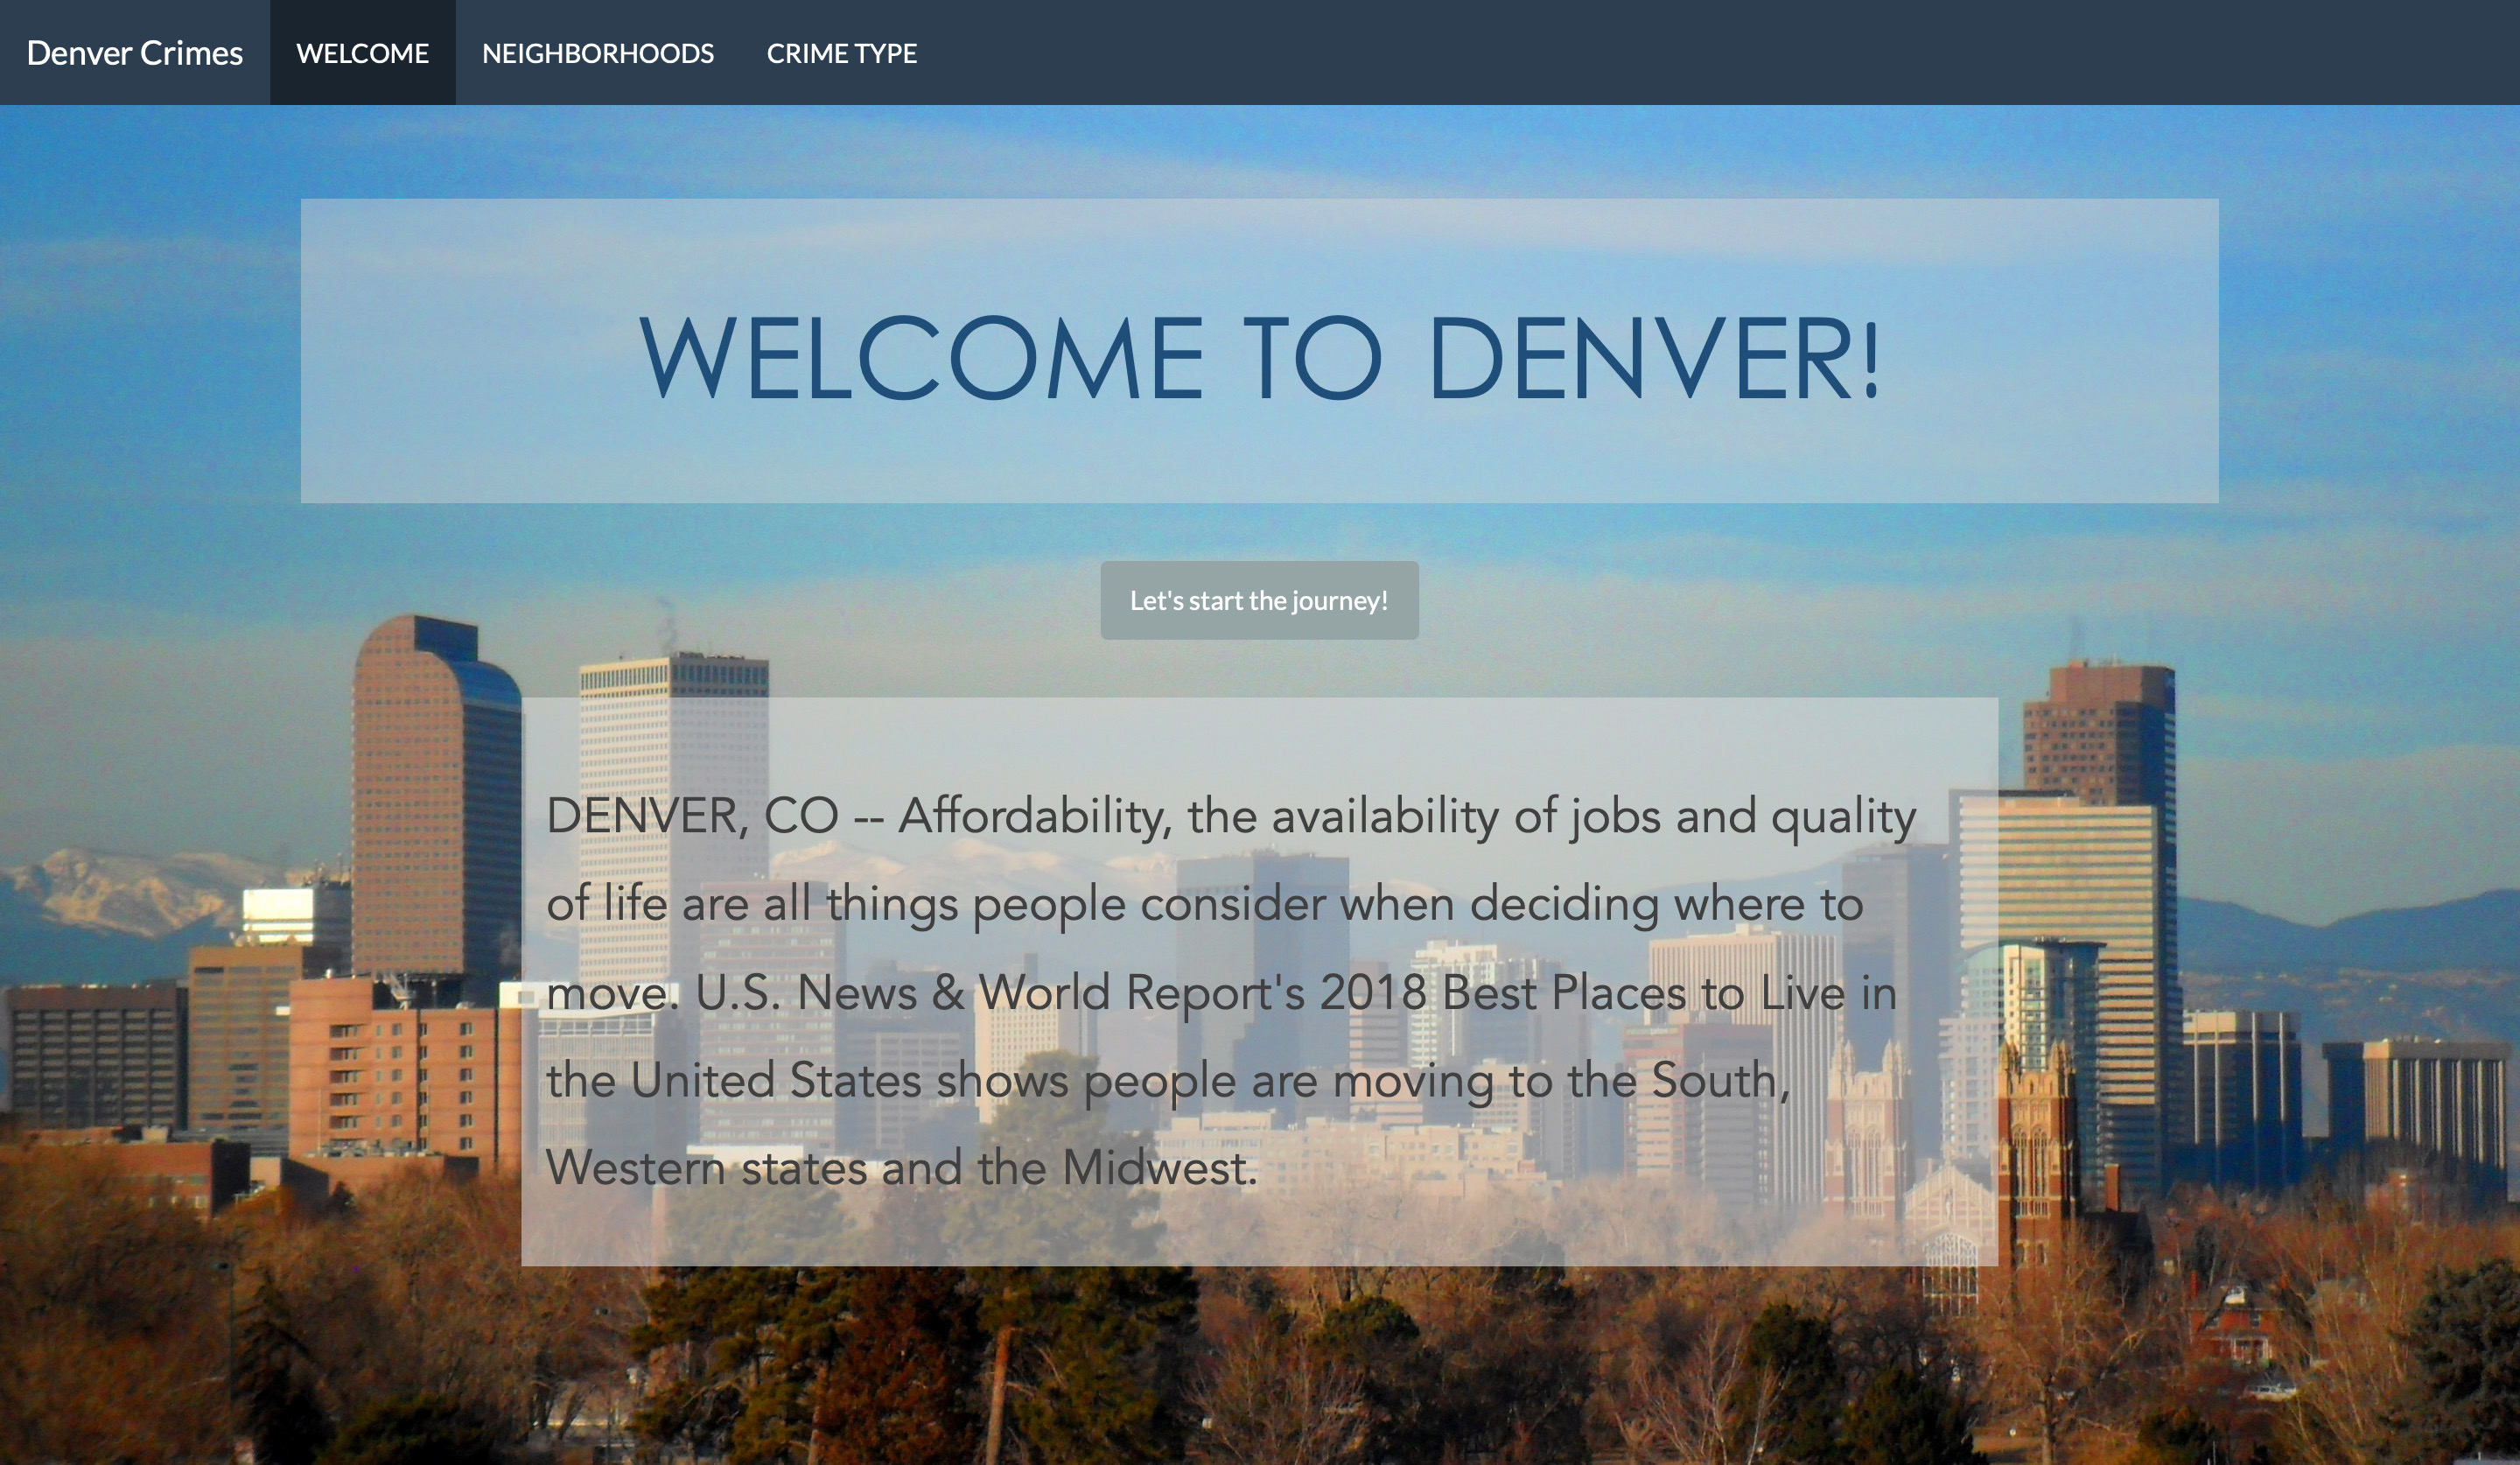 Denver Crimes WELCOME NEIGHBORHOODS CRIME TYPE
WELCOME TO DENVER!
Let's start the journey!
DENVER, CO -- Affordability, the availability of jobs and quality
of life are all things people consider when deciding where to
move. U.S. News & World Report's 2018 Best Places to Live in
the United States shows people are moving to the South,
Western states and the Midwest.